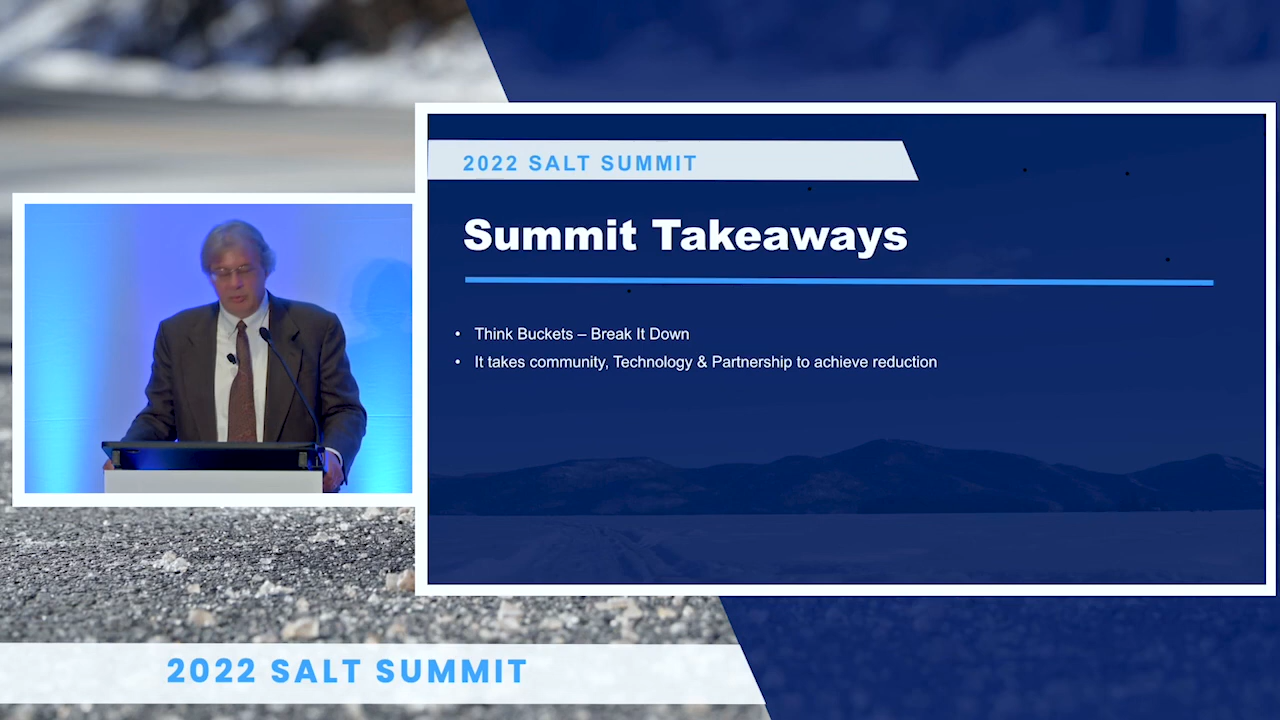 2022 SALT SUMMIT
Summit Takeaways
• Think Buckets – Break It Down
• It takes community, Technology & Partnership to achieve reduction
2022 SALT SUMMIT